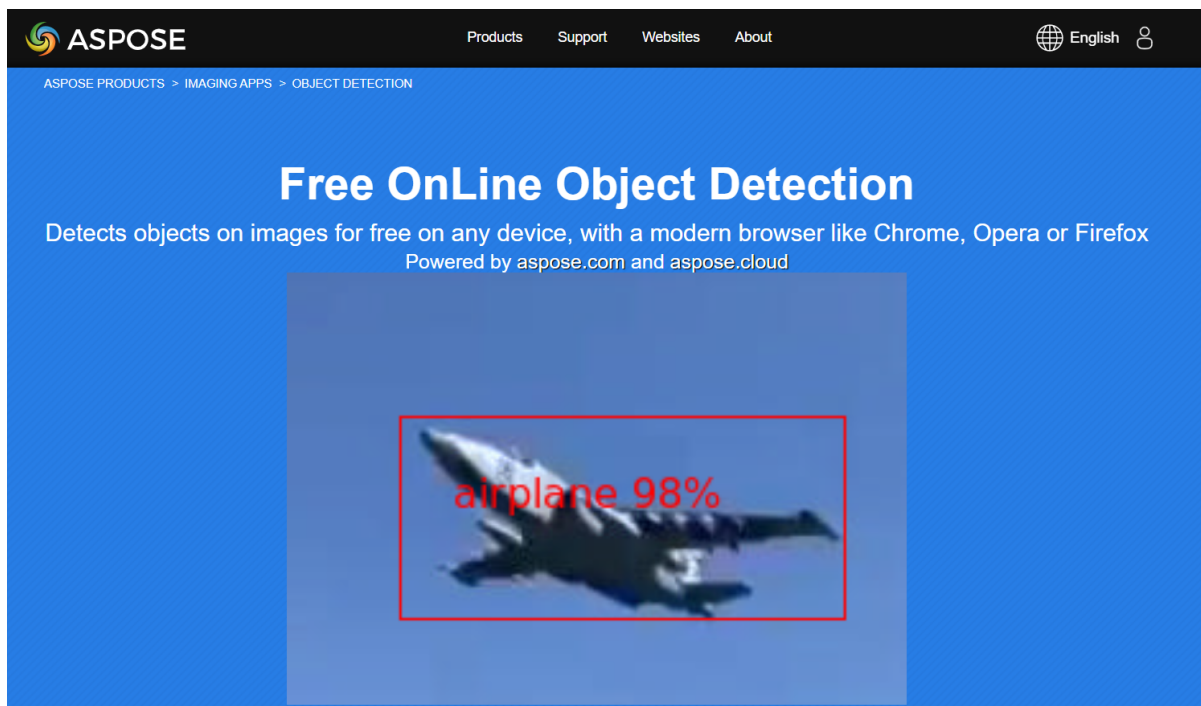 ASPOSE
Products Support Websites About
English
ASPOSE PRODUCTS > IMAGING APPS > OBJECT DETECTION
Free OnLine Object Detection
Detects objects on images for free on any device, with a modern browser like Chrome, Opera or Firefox
Powered by aspose.com and aspose.cloud
airplane 98%